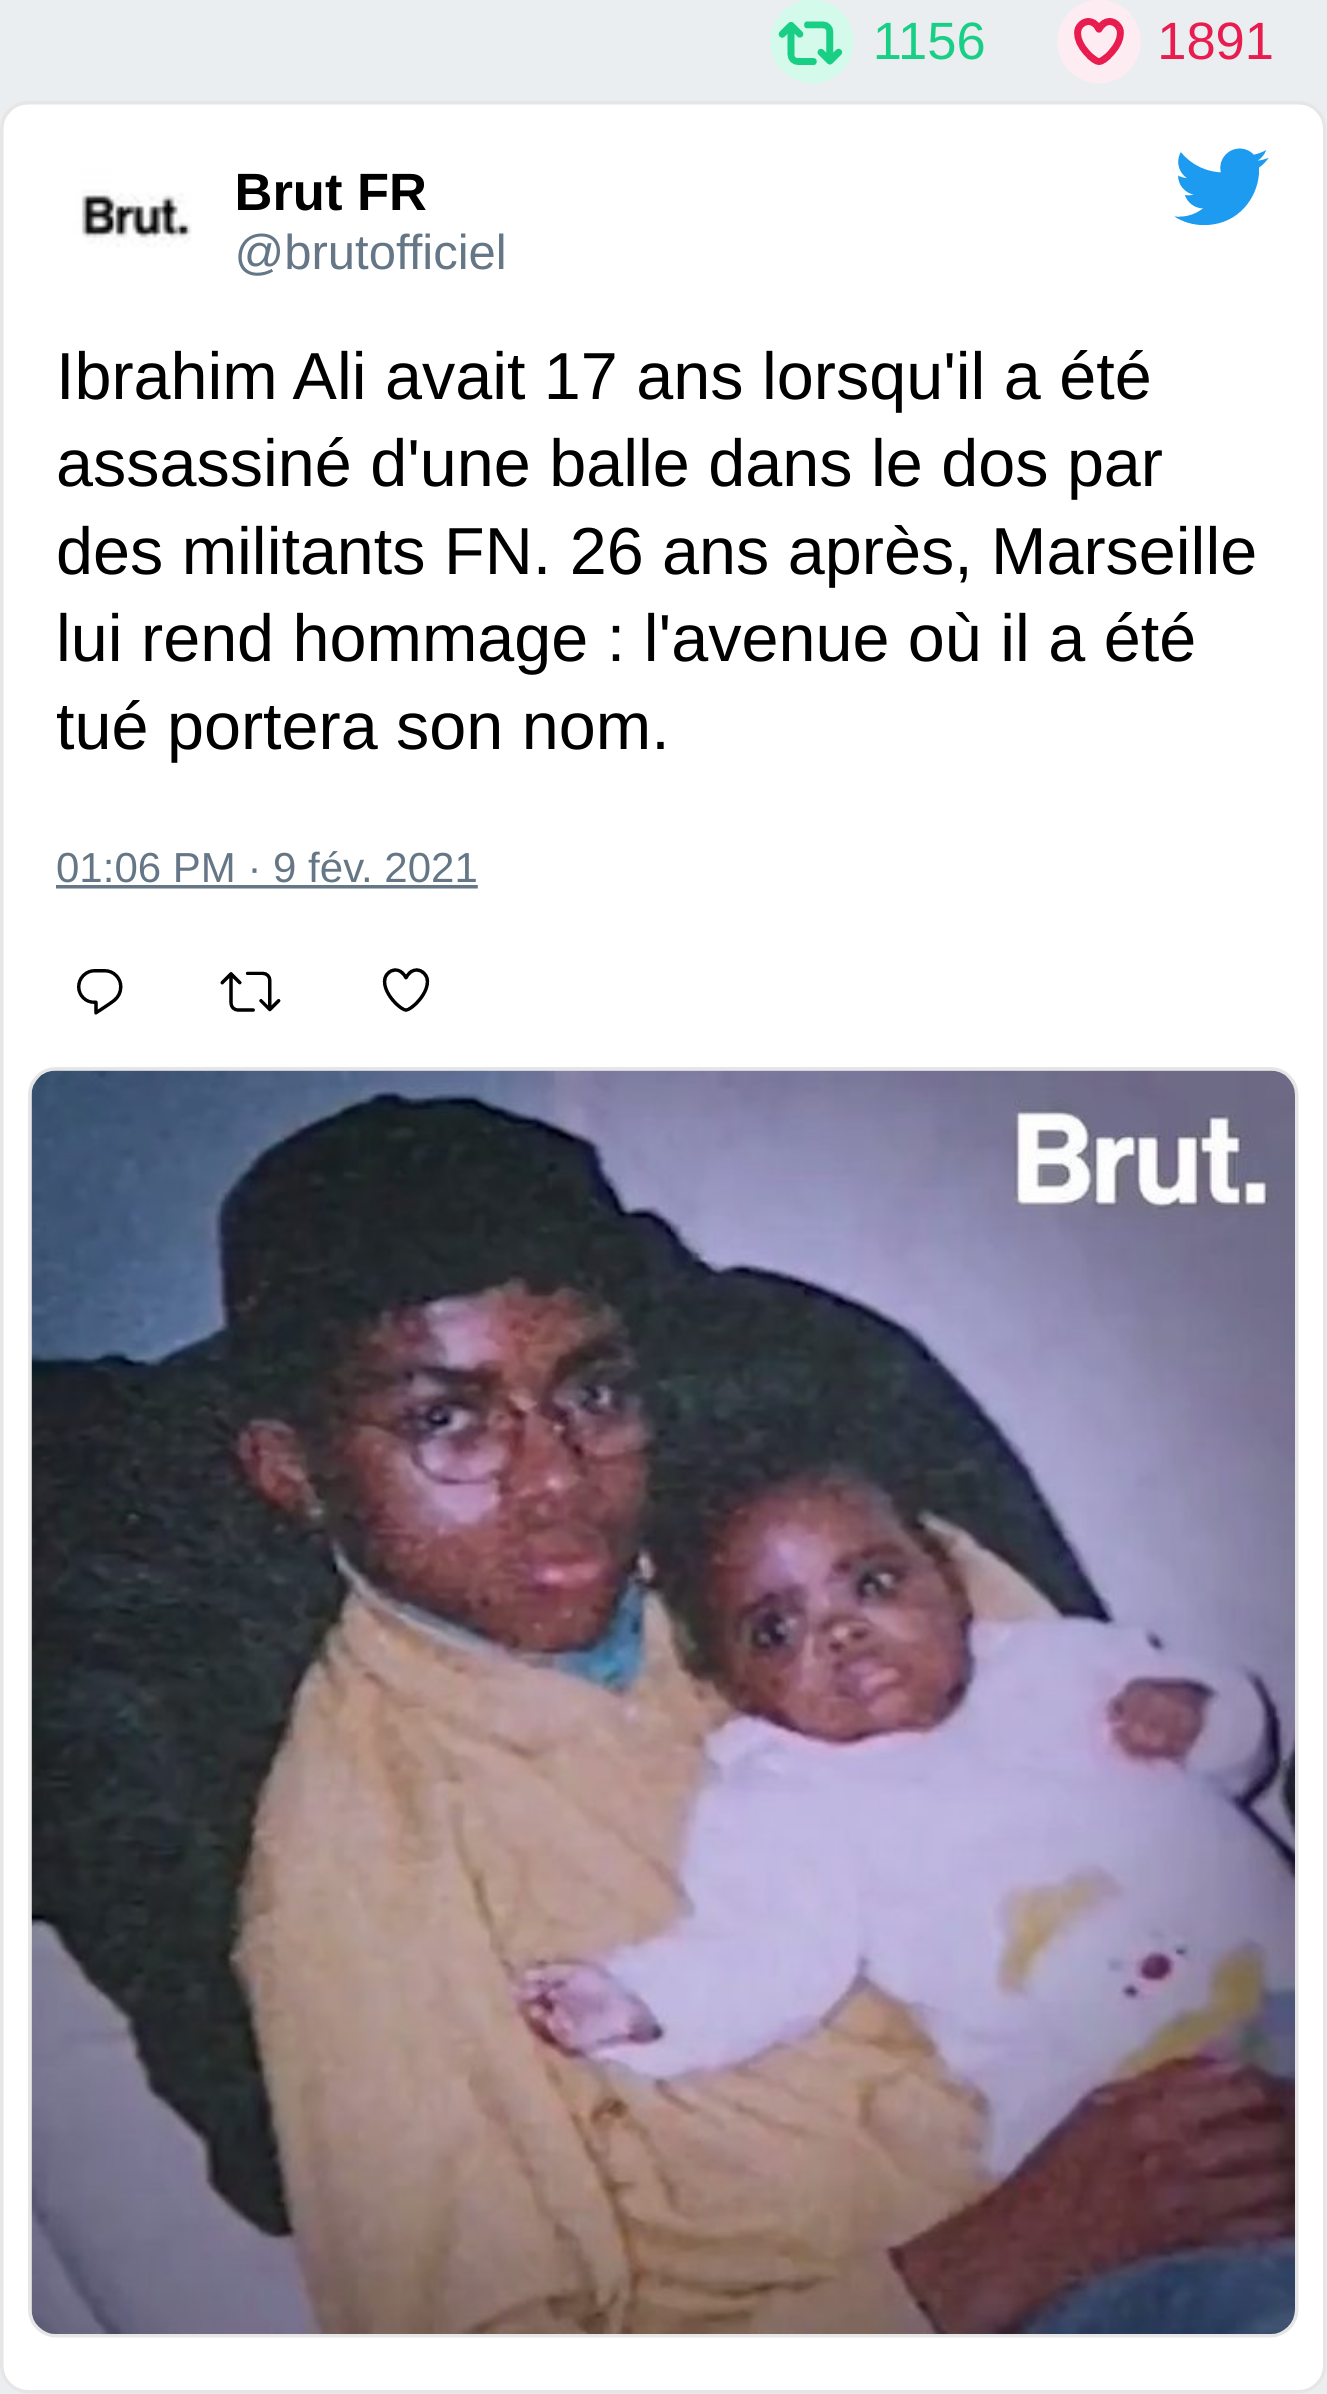 1156 1891
Brut.
Brut FR
@brutofficiel
Ibrahim Ali avait 17 ans lorsqu'il a été
assassiné d'une balle dans le dos par
des militants FN. 26 ans après, Marseille
lui rend hommage : l'avenue où il a été
tué portera son nom.
01:06 PM · 9 fév. 2021
Brut.